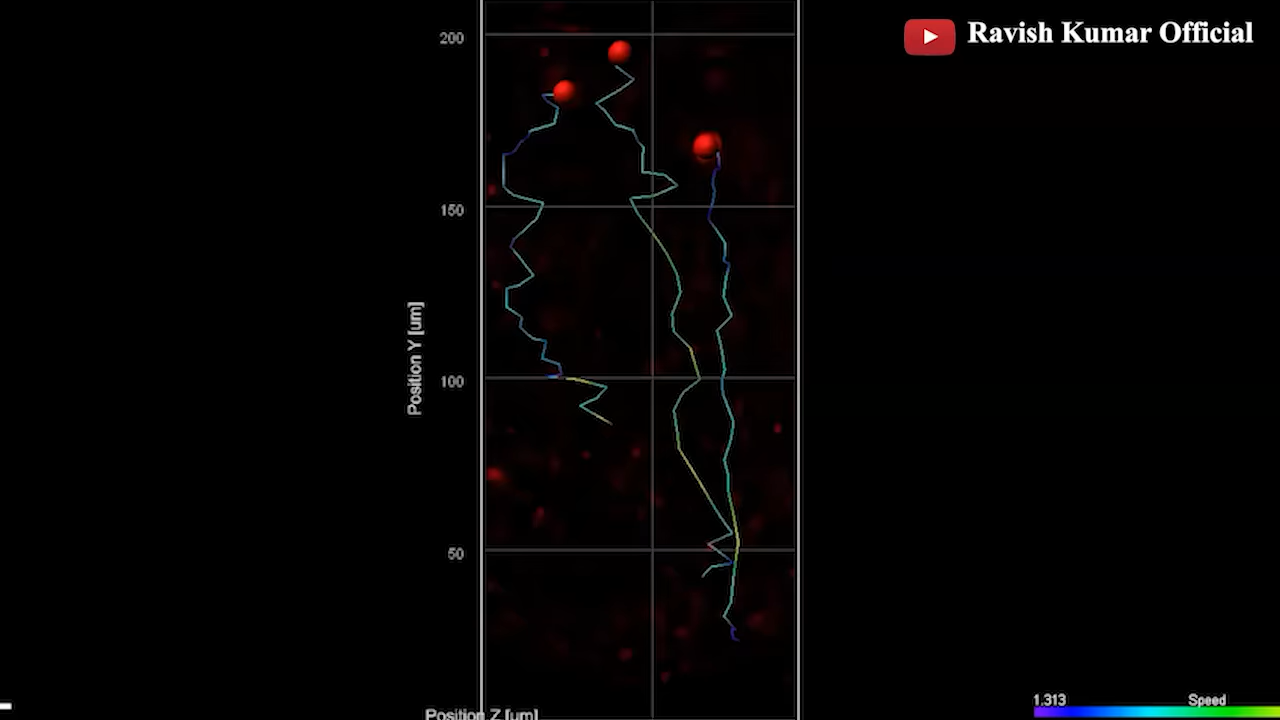 Ravish Kumar Official
200
150
100
50
Position Y [um]
Position Z [um]
1.313
Speed